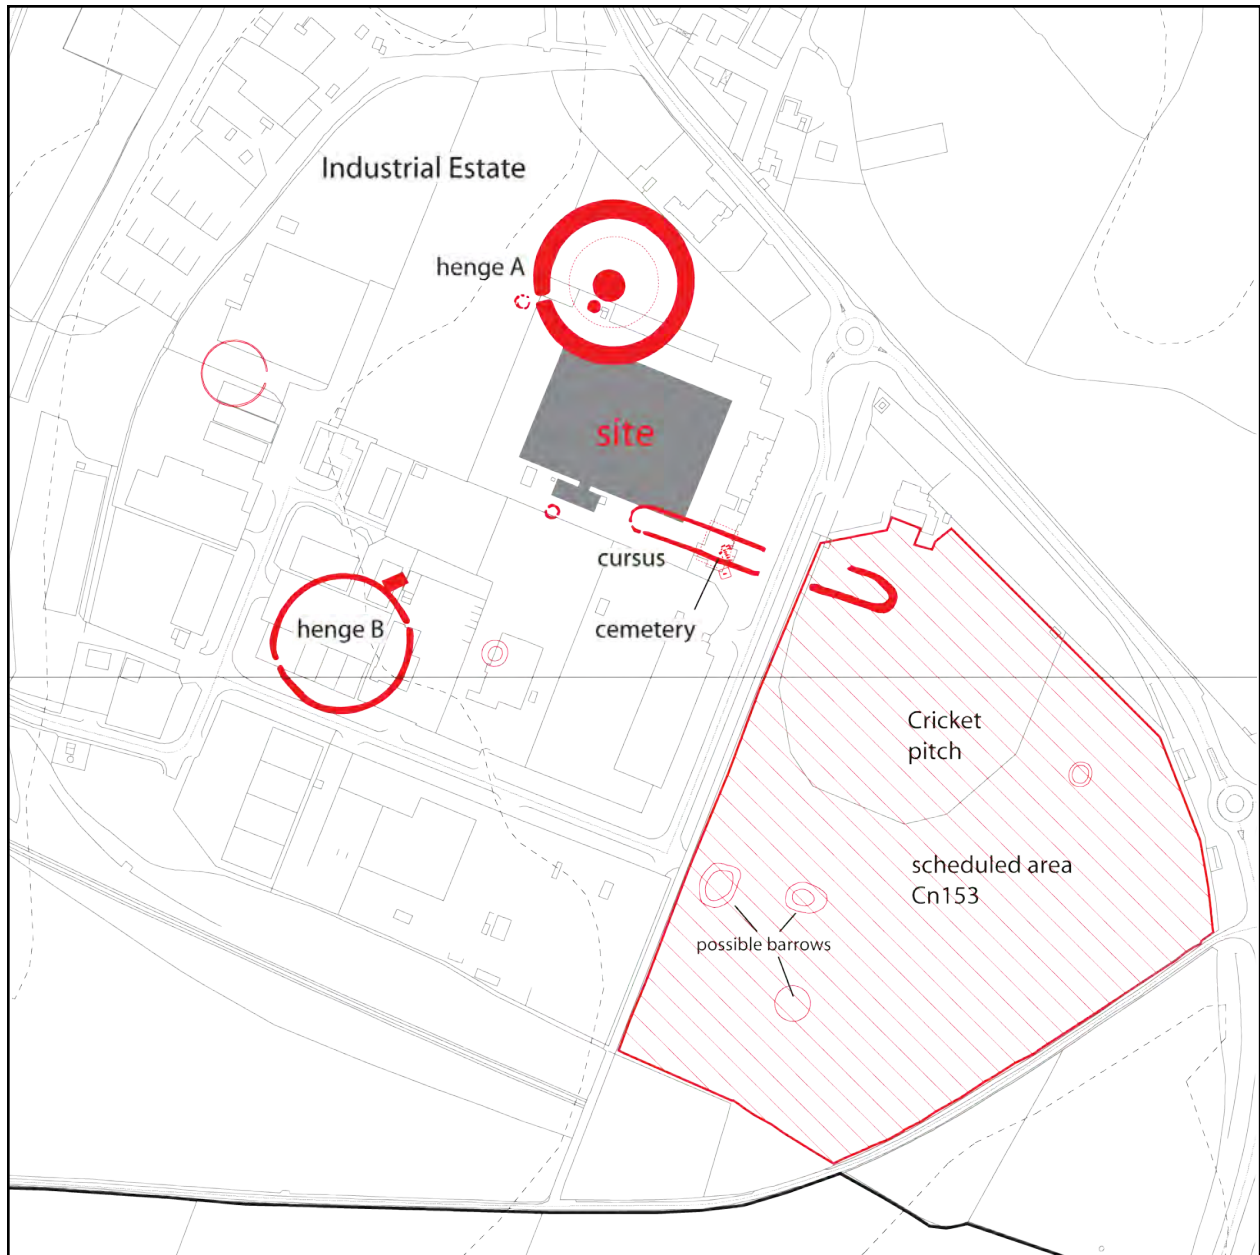 Industrial Estate
henge A
site
cursus
cemetery
henge B
Cricket
pitch
scheduled area
Cn153
possible barrows